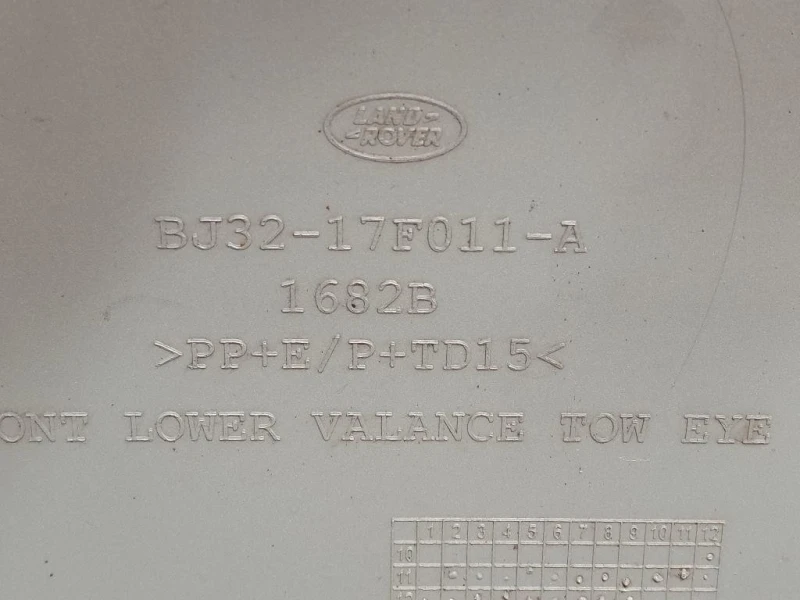 LAND
ROVER
BJ32-17F011-A
1682B
>PP+E/P+TD15<
ONT LOWER VALANCE TOW EYE
1 2 3 4 5 6 7 8 9 10 11 12
10
11